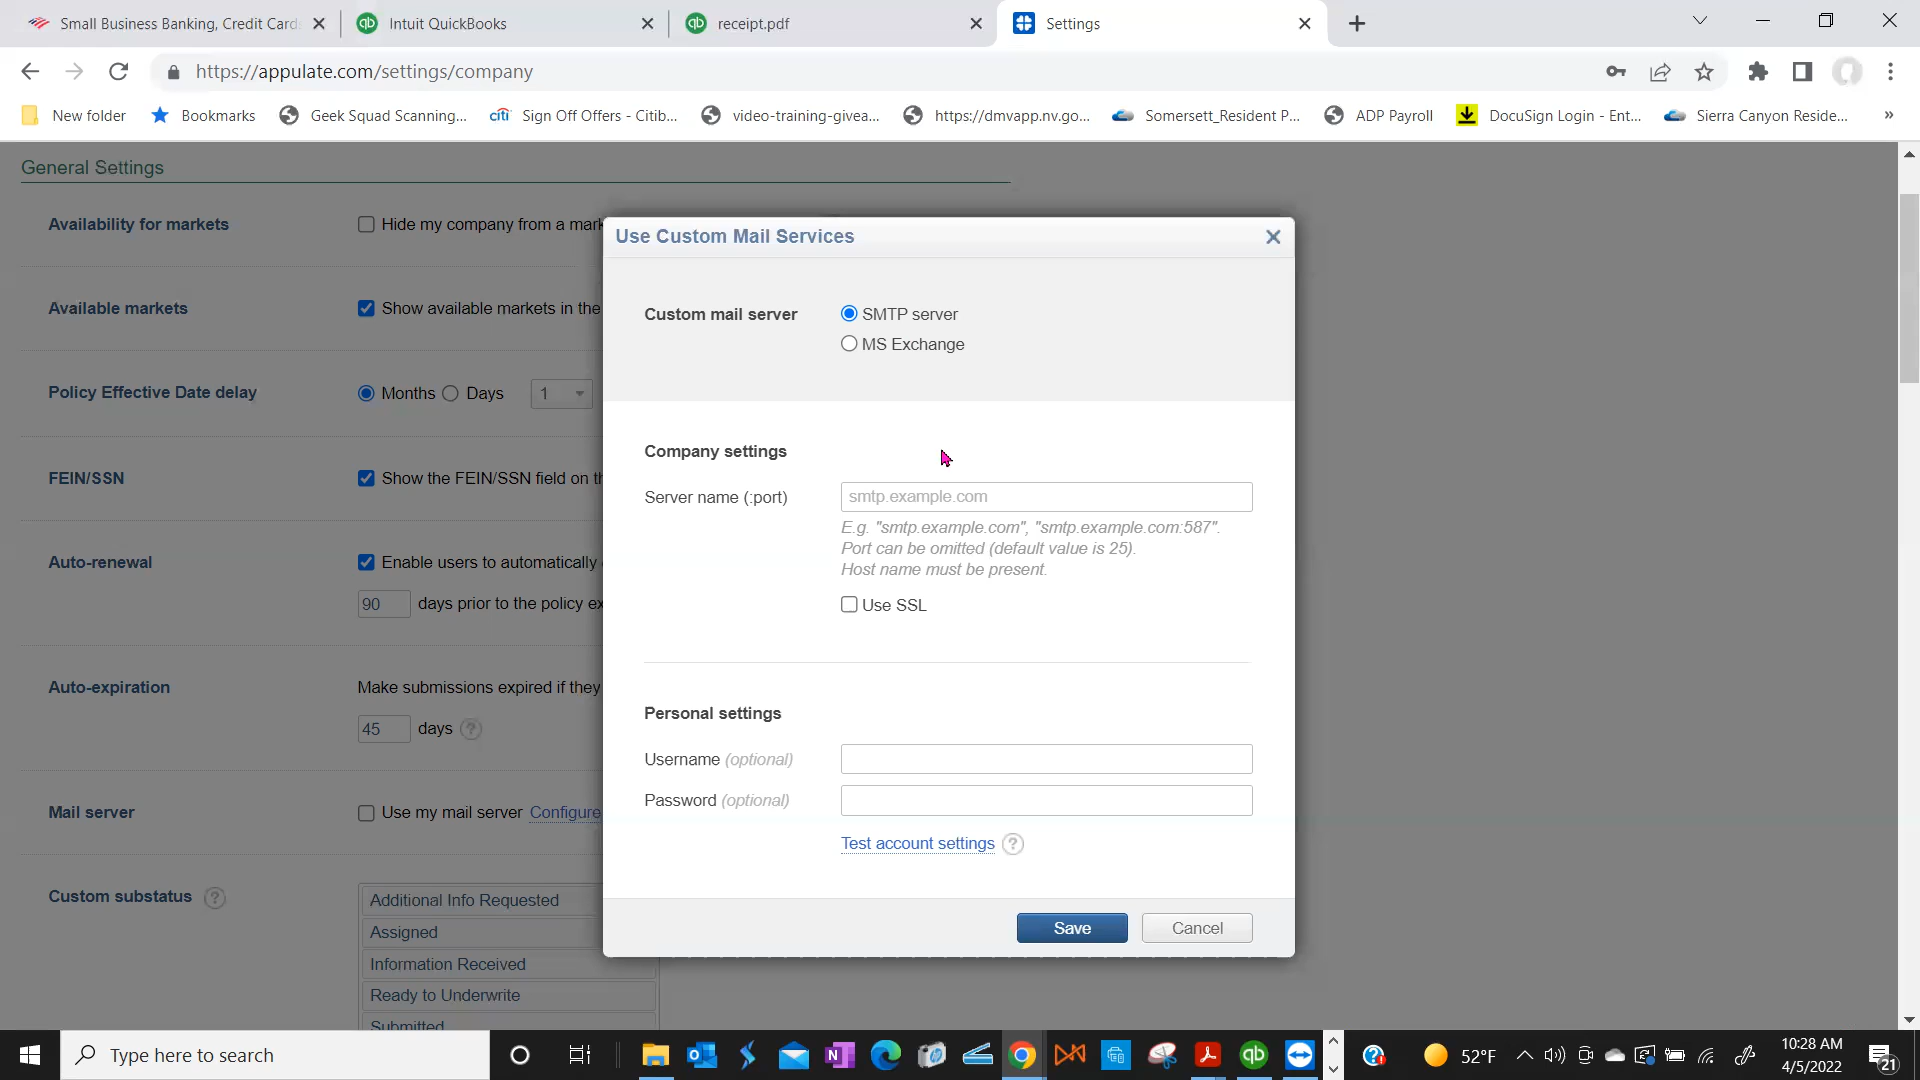 Small Business Banking, Credit Card
Intuit QuickBooks
receipt.pdf
Settings
https://appulate.com/settings/company
New folder
Bookmarks
Geek Squad Scanning...
citi
Sign Off Offers - Citib...
video-training-givea...
https://dmvapp.nv.go...
Somersett_Resident P...
ADP Payroll
DocuSign Login - Ent...
Sierra Canyon Reside...
»
General Settings
Availability for markets
Hide my company from a mark
Available markets
Show available markets in the
Policy Effective Date delay
Months
Days
1
FEIN/SSN
Show the FEIN/SSN field on th
Auto-renewal
Enable users to automatically
90
days prior to the policy ex
Auto-expiration
Make submissions expired if they
45
days
?
Mail server
Use my mail server
Configure
Custom substatus
?
Additional Info Requested
Assigned
Information Received
Ready to Underwrite
Submitted
Use Custom Mail Services
Custom mail server
SMTP server
MS Exchange
Company settings
Server name (:port)
smtp.example.com
E.g. "smtp.example.com", "smtp.example.com:587".
Port can be omitted (default value is 25).
Host name must be present.
Use SSL
Personal settings
Username (optional)
Password (optional)
Test account settings
?
Save
Cancel
Type here to search
52°F
10:28 AM
4/5/2022
21